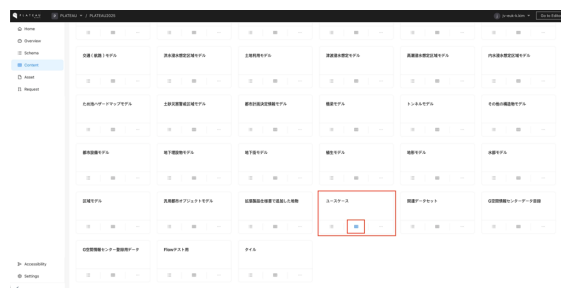 PLATEAU
P PLATEAU / PLATEAU2025
Go to Editor
Home
Overview
Schema
Content
Asset
Request
交通（航路）モデル
洪水浸水想定区域モデル
土地利用モデル
津波浸水想定モデル
高潮浸水想定区域モデル
内水浸水想定区域モデル
ため池ハザードマップモデル
土砂災害警戒区域モデル
都市計画決定情報モデル
橋梁モデル
トンネルモデル
その他の構造物モデル
都市設備モデル
地下埋設物モデル
地下街モデル
植生モデル
地形モデル
水部モデル
区域モデル
汎用都市オブジェクトモデル
拡張製品仕様書で追加した地物
ユースケース
関連データセット
G空間情報センターデータ目録
G空間情報センター登録用データ
Flowテスト用
タイル
Accessibility
Settings